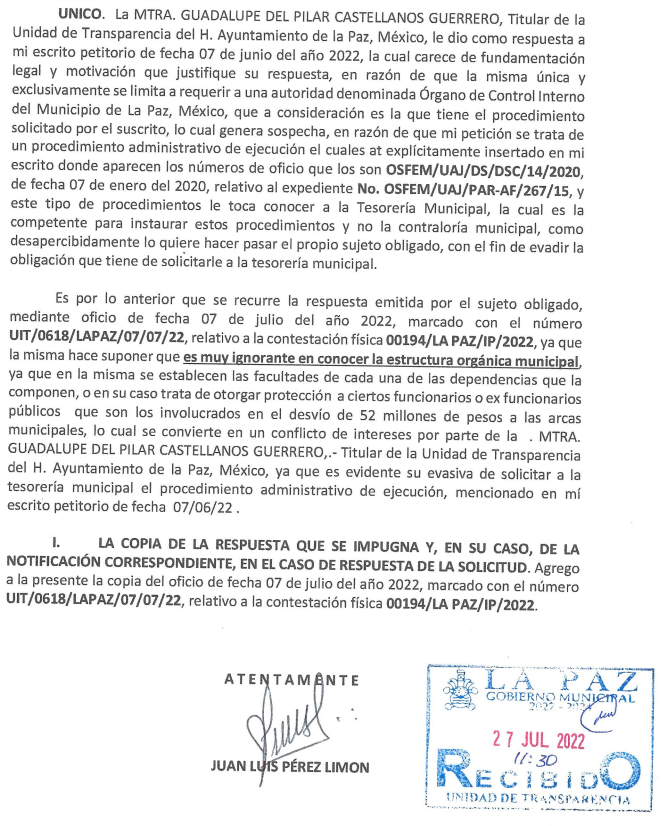 UNICO. La MTRA. GUADALUPE DEL PILAR CASTELLANOS GUERRERO, Titular de la
Unidad de Transparencia del H. Ayuntamiento de la Paz, México, le dio como respuesta a
mi escrito petitorio de fecha 07 de junio del año 2022, la cual carece de fundamentación
legal y motivación que justifique su respuesta, en razón de que la misma única y
exclusivamente se limita a requerir a una autoridad denominada Órgano de Control Interno
del Municipio de La Paz, México, que a consideración es la que tiene el procedimiento
solicitado por el suscrito, lo cual genera sospecha, en razón de que mi petición se trata de
un procedimiento administrativo de ejecución el cuales at explícitamente insertado en mi
escrito donde aparecen los números de oficio que los son OSFEM/UAJ/DS/DSC/14/2020,
de fecha 07 de enero del 2020, relativo al expediente No. OSFEM/UAJ/PAR-AF/267/15, y
este tipo de procedimientos le toca conocer a la Tesorería Municipal, la cual es la
competente para instaurar estos procedimientos y no la contraloría municipal, como
desapercibidamente lo quiere hacer pasar el propio sujeto obligado, con el fin de evadir la
obligación que tiene de solicitarle a la tesorería municipal.
Es por lo anterior que se recurre la respuesta emitida por el sujeto obligado,
mediante oficio de fecha 07 de julio del año 2022, marcado con el número
UIT/0618/LAPAZ/07/07/22, relativo a la contestación física 00194/LA PAZ/IP/2022, ya que
la misma hace suponer que es muy ignorante en conocer la estructura orgánica municipal,
ya que en la misma se establecen las facultades de cada una de las dependencias que la
componen, o en su caso trata de otorgar protección a ciertos funcionarios o ex funcionarios
públicos que son los involucrados en el desvío de 52 millones de pesos a las arcas
municipales, lo cual se convierte en un conflicto de intereses por parte de la . MTRA.
GUADALUPE DEL PILAR CASTELLANOS GUERRERO,.- Titular de la Unidad de Transparencia
del H. Ayuntamiento de la Paz, México, ya que es evidente su evasiva de solicitar a la
tesorería municipal el procedimiento administrativo de ejecución, mencionado en mí
escrito petitorio de fecha 07/06/22 .
I. LA COPIA DE LA RESPUESTA QUE SE IMPUGNA Y, EN SU CASO, DE LA
NOTIFICACIÓN CORRESPONDIENTE, EN EL CASO DE RESPUESTA DE LA SOLICITUD. Agrego
a la presente la copia del oficio de fecha 07 de julio del año 2022, marcado con el número
UIT/0618/LAPAZ/07/07/22, relativo a la contestación física 00194/LA PAZ/IP/2022.
ATENTAMENTE
JUAN LUIS PÉREZ LIMON
LA PAZ
GOBIERNO MUNICIPAL
2022 - 2024
27 JUL 2022
11:30
RECIBIDO
UNIDAD DE TRANSPARENCIA